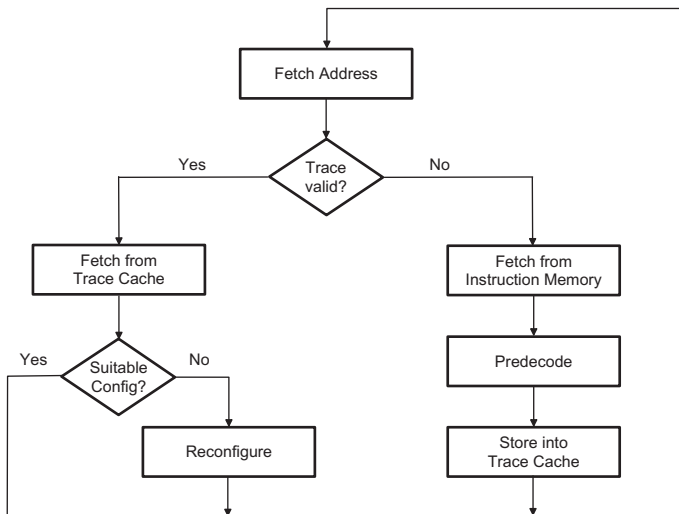 Fetch Address
Yes
Trace
valid?
No
Fetch from
Trace Cache
Fetch from
Instruction Memory
Yes
Suitable
Config?
No
Predecode
Reconfigure
Store into
Trace Cache